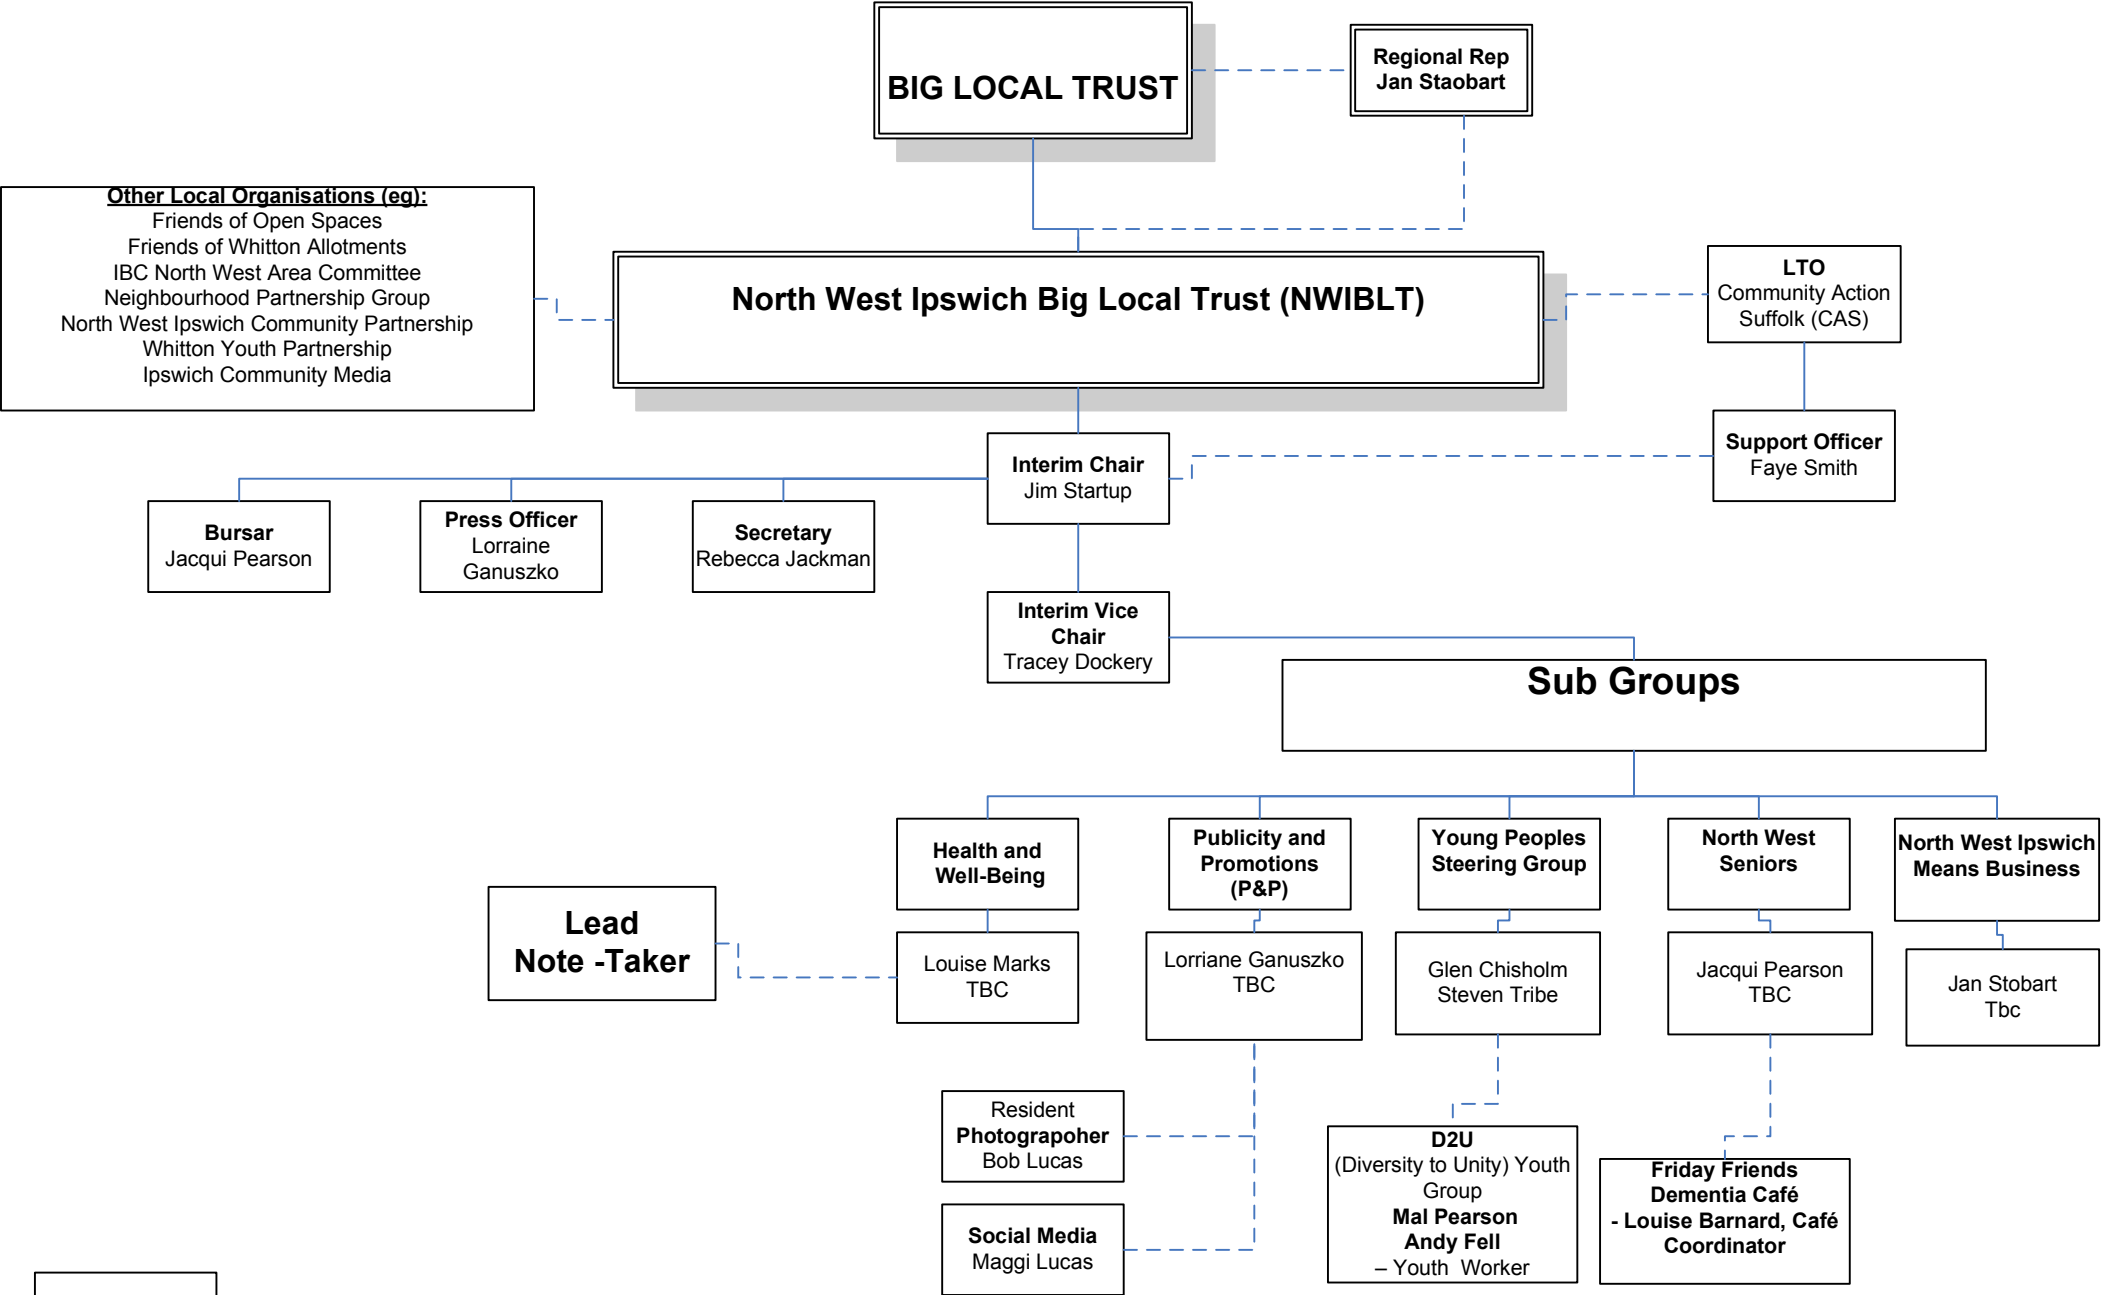 BIG LOCAL TRUST
Regional Rep
Jan Staobart
Other Local Organisations (eg):
Friends of Open Spaces
Friends of Whitton Allotments
IBC North West Area Committee
Neighbourhood Partnership Group
North West Ipswich Community Partnership
Whitton Youth Partnership
Ipswich Community Media
North West Ipswich Big Local Trust (NWIBLT)
LTO
Community Action
Suffolk (CAS)
Support Officer
Faye Smith
Interim Chair
Jim Startup
Bursar
Jacqui Pearson
Press Officer
Lorraine
Ganuszko
Secretary
Rebecca Jackman
Interim Vice
Chair
Tracey Dockery
Sub Groups
Health and
Well-Being
Publicity and
Promotions
(P&P)
Young Peoples
Steering Group
North West
Seniors
North West Ipswich
Means Business
Lead
Note -Taker
Louise Marks
TBC
Lorriane Ganuszko
TBC
Glen Chisholm
Steven Tribe
Jacqui Pearson
TBC
Jan Stobart
Tbc
Resident
Photograpoher
Bob Lucas
Social Media
Maggi Lucas
D2U
(Diversity to Unity) Youth
Group
Mal Pearson
Andy Fell
– Youth  Worker
Friday Friends
Dementia Café
- Louise Barnard, Café
Coordinator